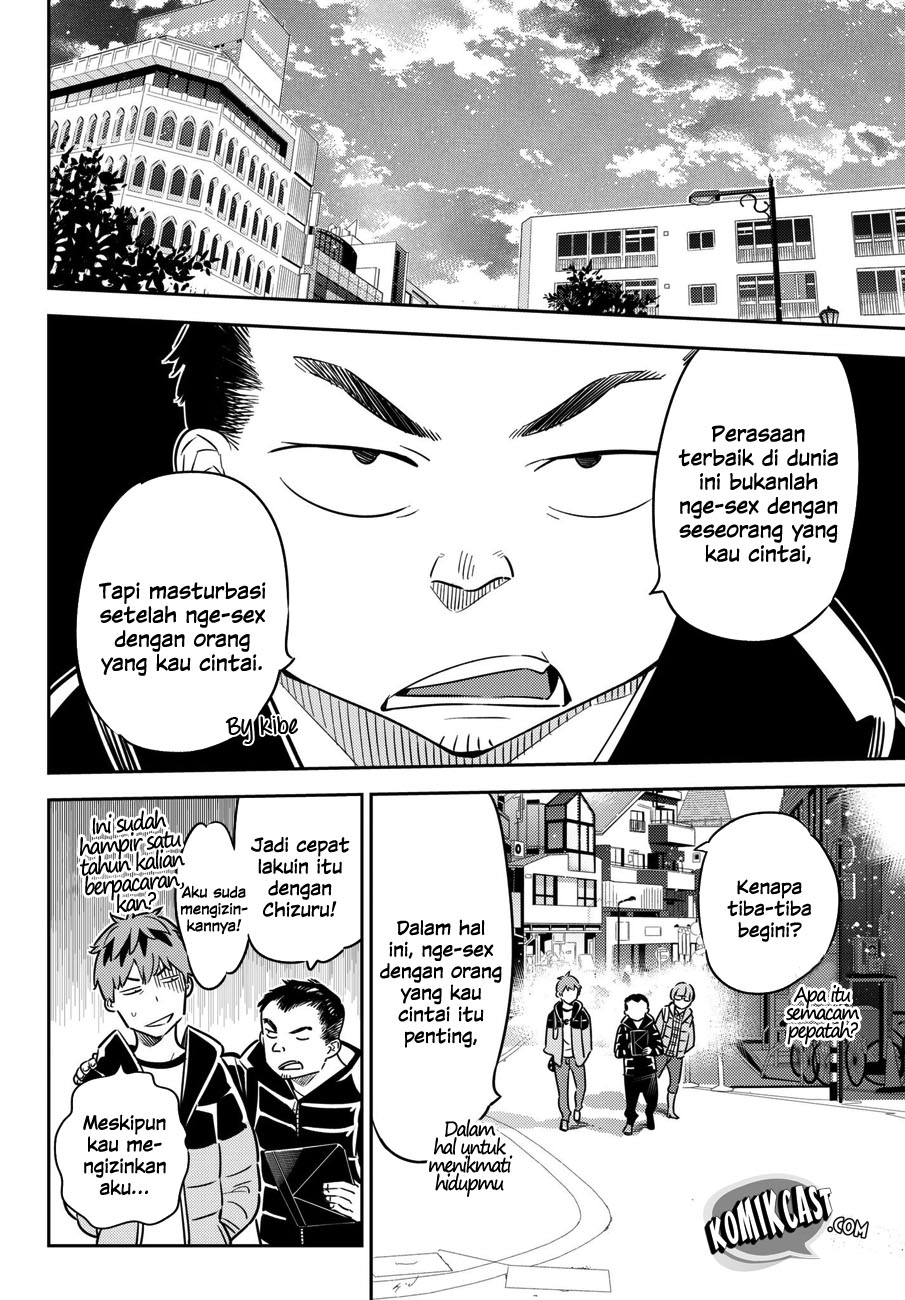 Perasaan
terbaik di dunia
ini bukanlah
nge-sex dengan
seseorang yang
kau cintai,
Tapi masturbasi
setelah nge-sex
dengan orang
yang kau cintai.
By kibe
Kenapa
tiba-tiba
begini?
Apa itu
semacam
pepatah?
Dalam hal
ini, nge-sex
dengan orang
yang kau
cintai itu
penting,
Dalam
hal untuk
menikmati
hidupmu
Jadi cepat
lakuin itu
dengan
Chizuru!
Aku suda
mengizin-
kannya!
Ini sudah
hampir satu
tahun kalian
berpacaran
kan?
Meskipun
kau me-
ngizinkan
aku...
KOMIKCAST
.COM